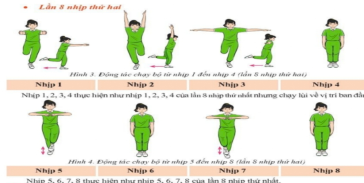 • Lần 8 nhịp thứ hai
Hình 3. Động tác chạy bộ từ nhịp 1 đến nhịp 4 (lần 8 nhịp thứ hai)
Nhịp 1 Nhịp 2 Nhịp 3 Nhịp 4
Nhịp 1, 2, 3, 4 thực hiện như nhịp 1, 2, 3, 4 của lần 8 nhịp thứ nhất nhưng chạy lùi về vị trí ban đầ
Hình 4. Động tác chạy bộ từ nhịp 5 đến nhịp 8 (lần 8 nhịp thứ hai)
Nhịp 5 Nhịp 6 Nhịp 7 Nhịp 8
Nhịp 5, 6, 7, 8 thực hiện như nhịp 5, 6, 7, 8 của lần 8 nhịp thứ nhất.